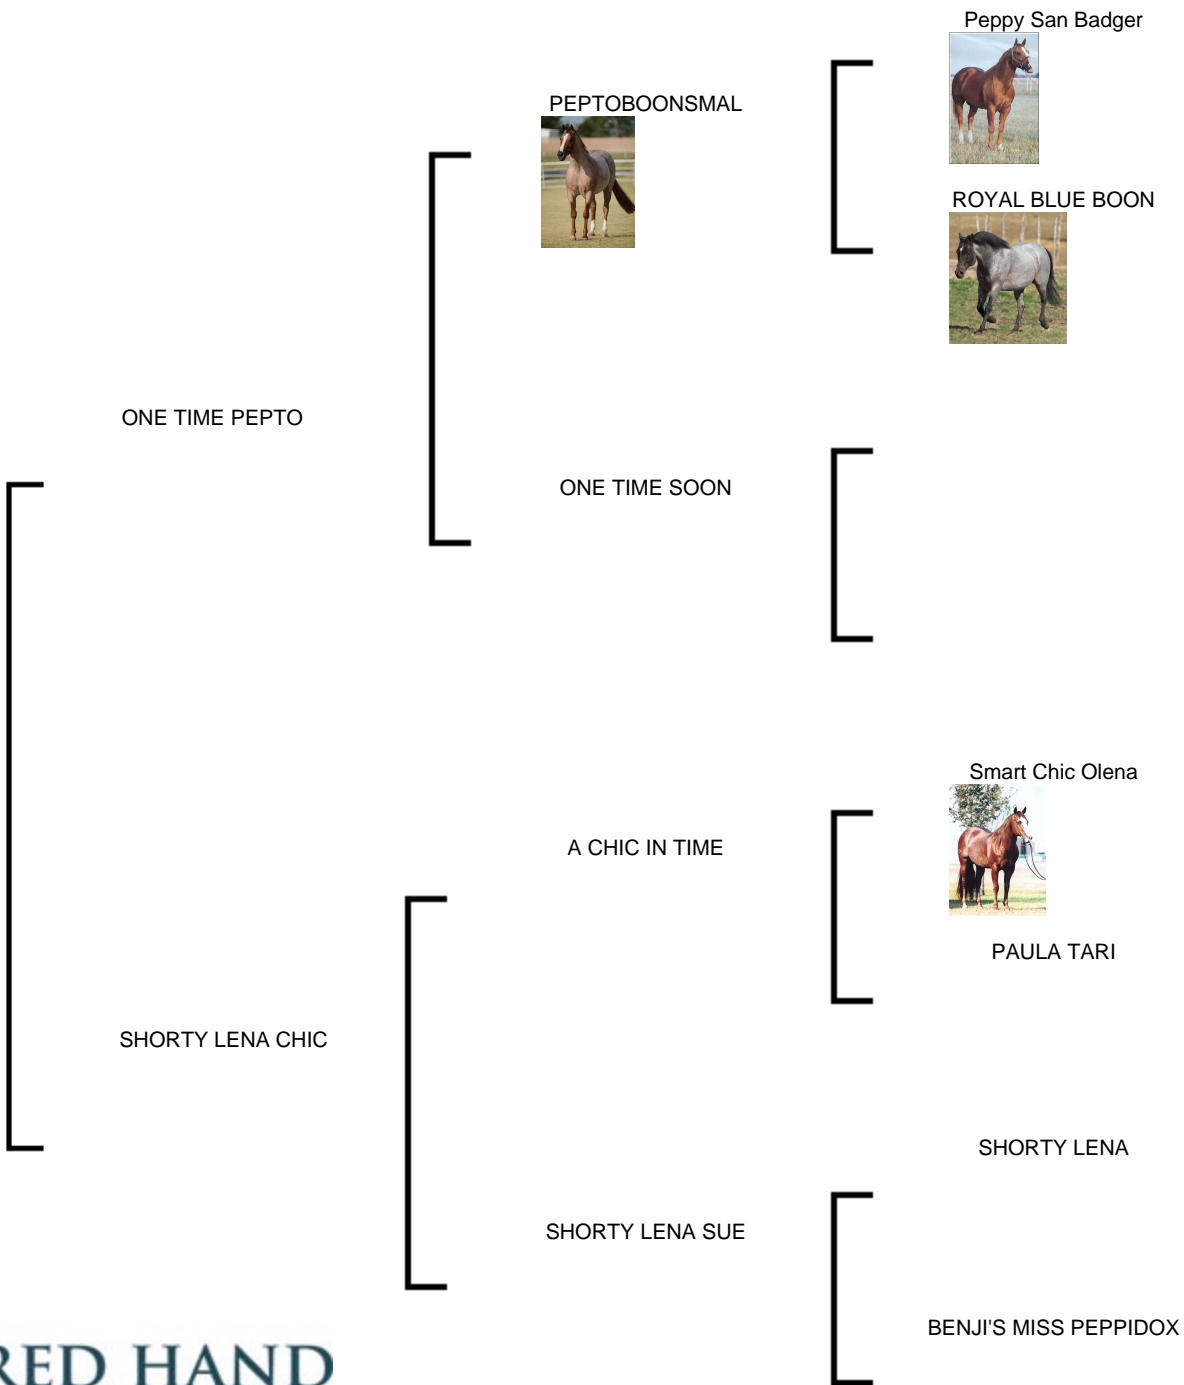 Peppy San Badger
PEPTOBOONSMAL
ROYAL BLUE BOON
ONE TIME PEPTO
ONE TIME SOON
Smart Chic Olena
A CHIC IN TIME
PAULA TARI
SHORTY LENA CHIC
SHORTY LENA
SHORTY LENA SUE
BENJI'S MISS PEPPIDOX
RED HAND